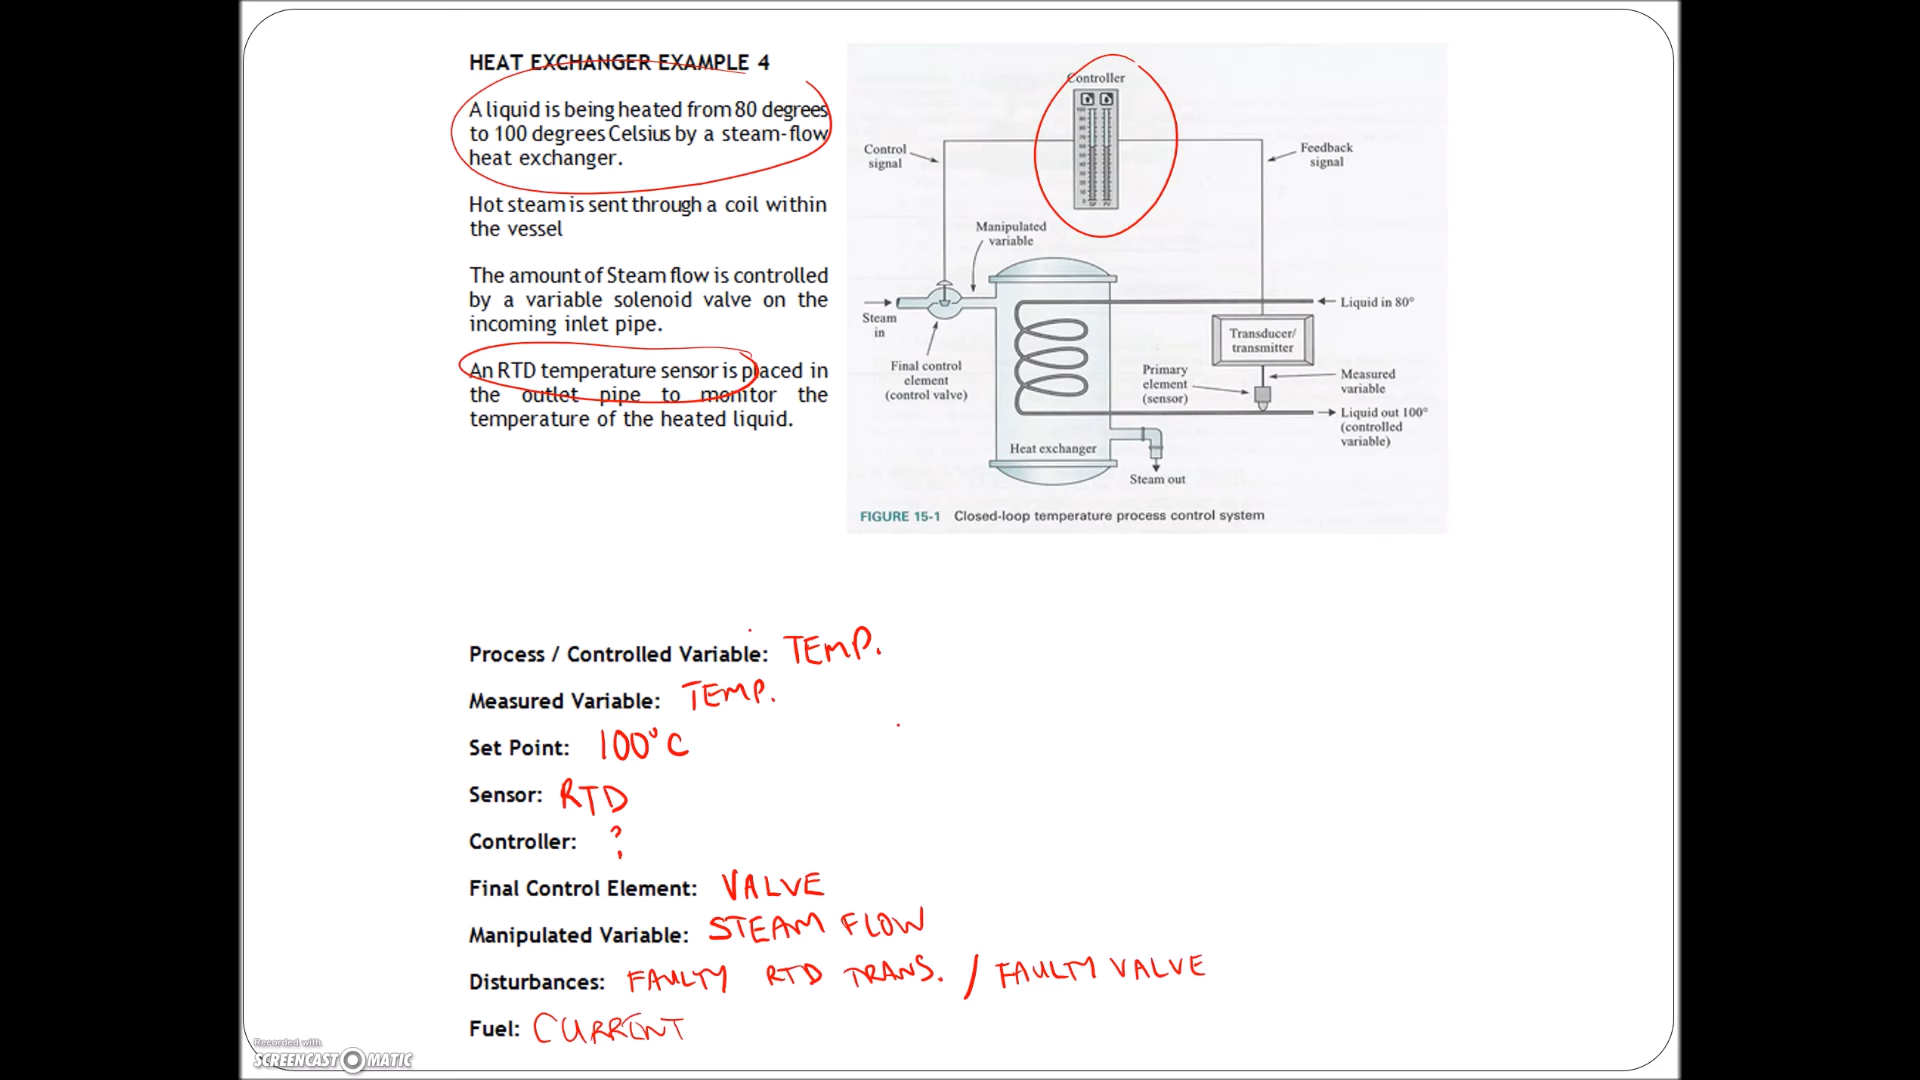 HEAT EXCHANGER EXAMPLE 4
A liquid is being heated from 80 degrees
to 100 degrees Celsius by a steam-flow
heat exchanger.
Hot steam is sent through a coil within
the vessel
The amount of Steam flow is controlled
by a variable solenoid valve on the
incoming inlet pipe.
An RTD temperature sensor is placed in
the outlet pipe to monitor the
temperature of the heated liquid.
Controller
Control
signal
Feedback
signal
Manipulated
variable
Steam
in
Liquid in 80°
Transducer/
transmitter
Final control
element
(control valve)
Primary
element
(sensor)
Measured
variable
Liquid out 100°
(controlled
variable)
Heat exchanger
Steam out
FIGURE 15-1 Closed-loop temperature process control system
Process / Controlled Variable: TEMP.
Measured Variable: TEMP.
Set Point: 100°C
Sensor: RTD
Controller: ?
Final Control Element: VALVE
Manipulated Variable: STEAM FLOW
Disturbances: FAULTY RTD TRANS. / FAULTY VALVE
Fuel: CURRENT
Recorded with
SCREENCAST-O-MATIC